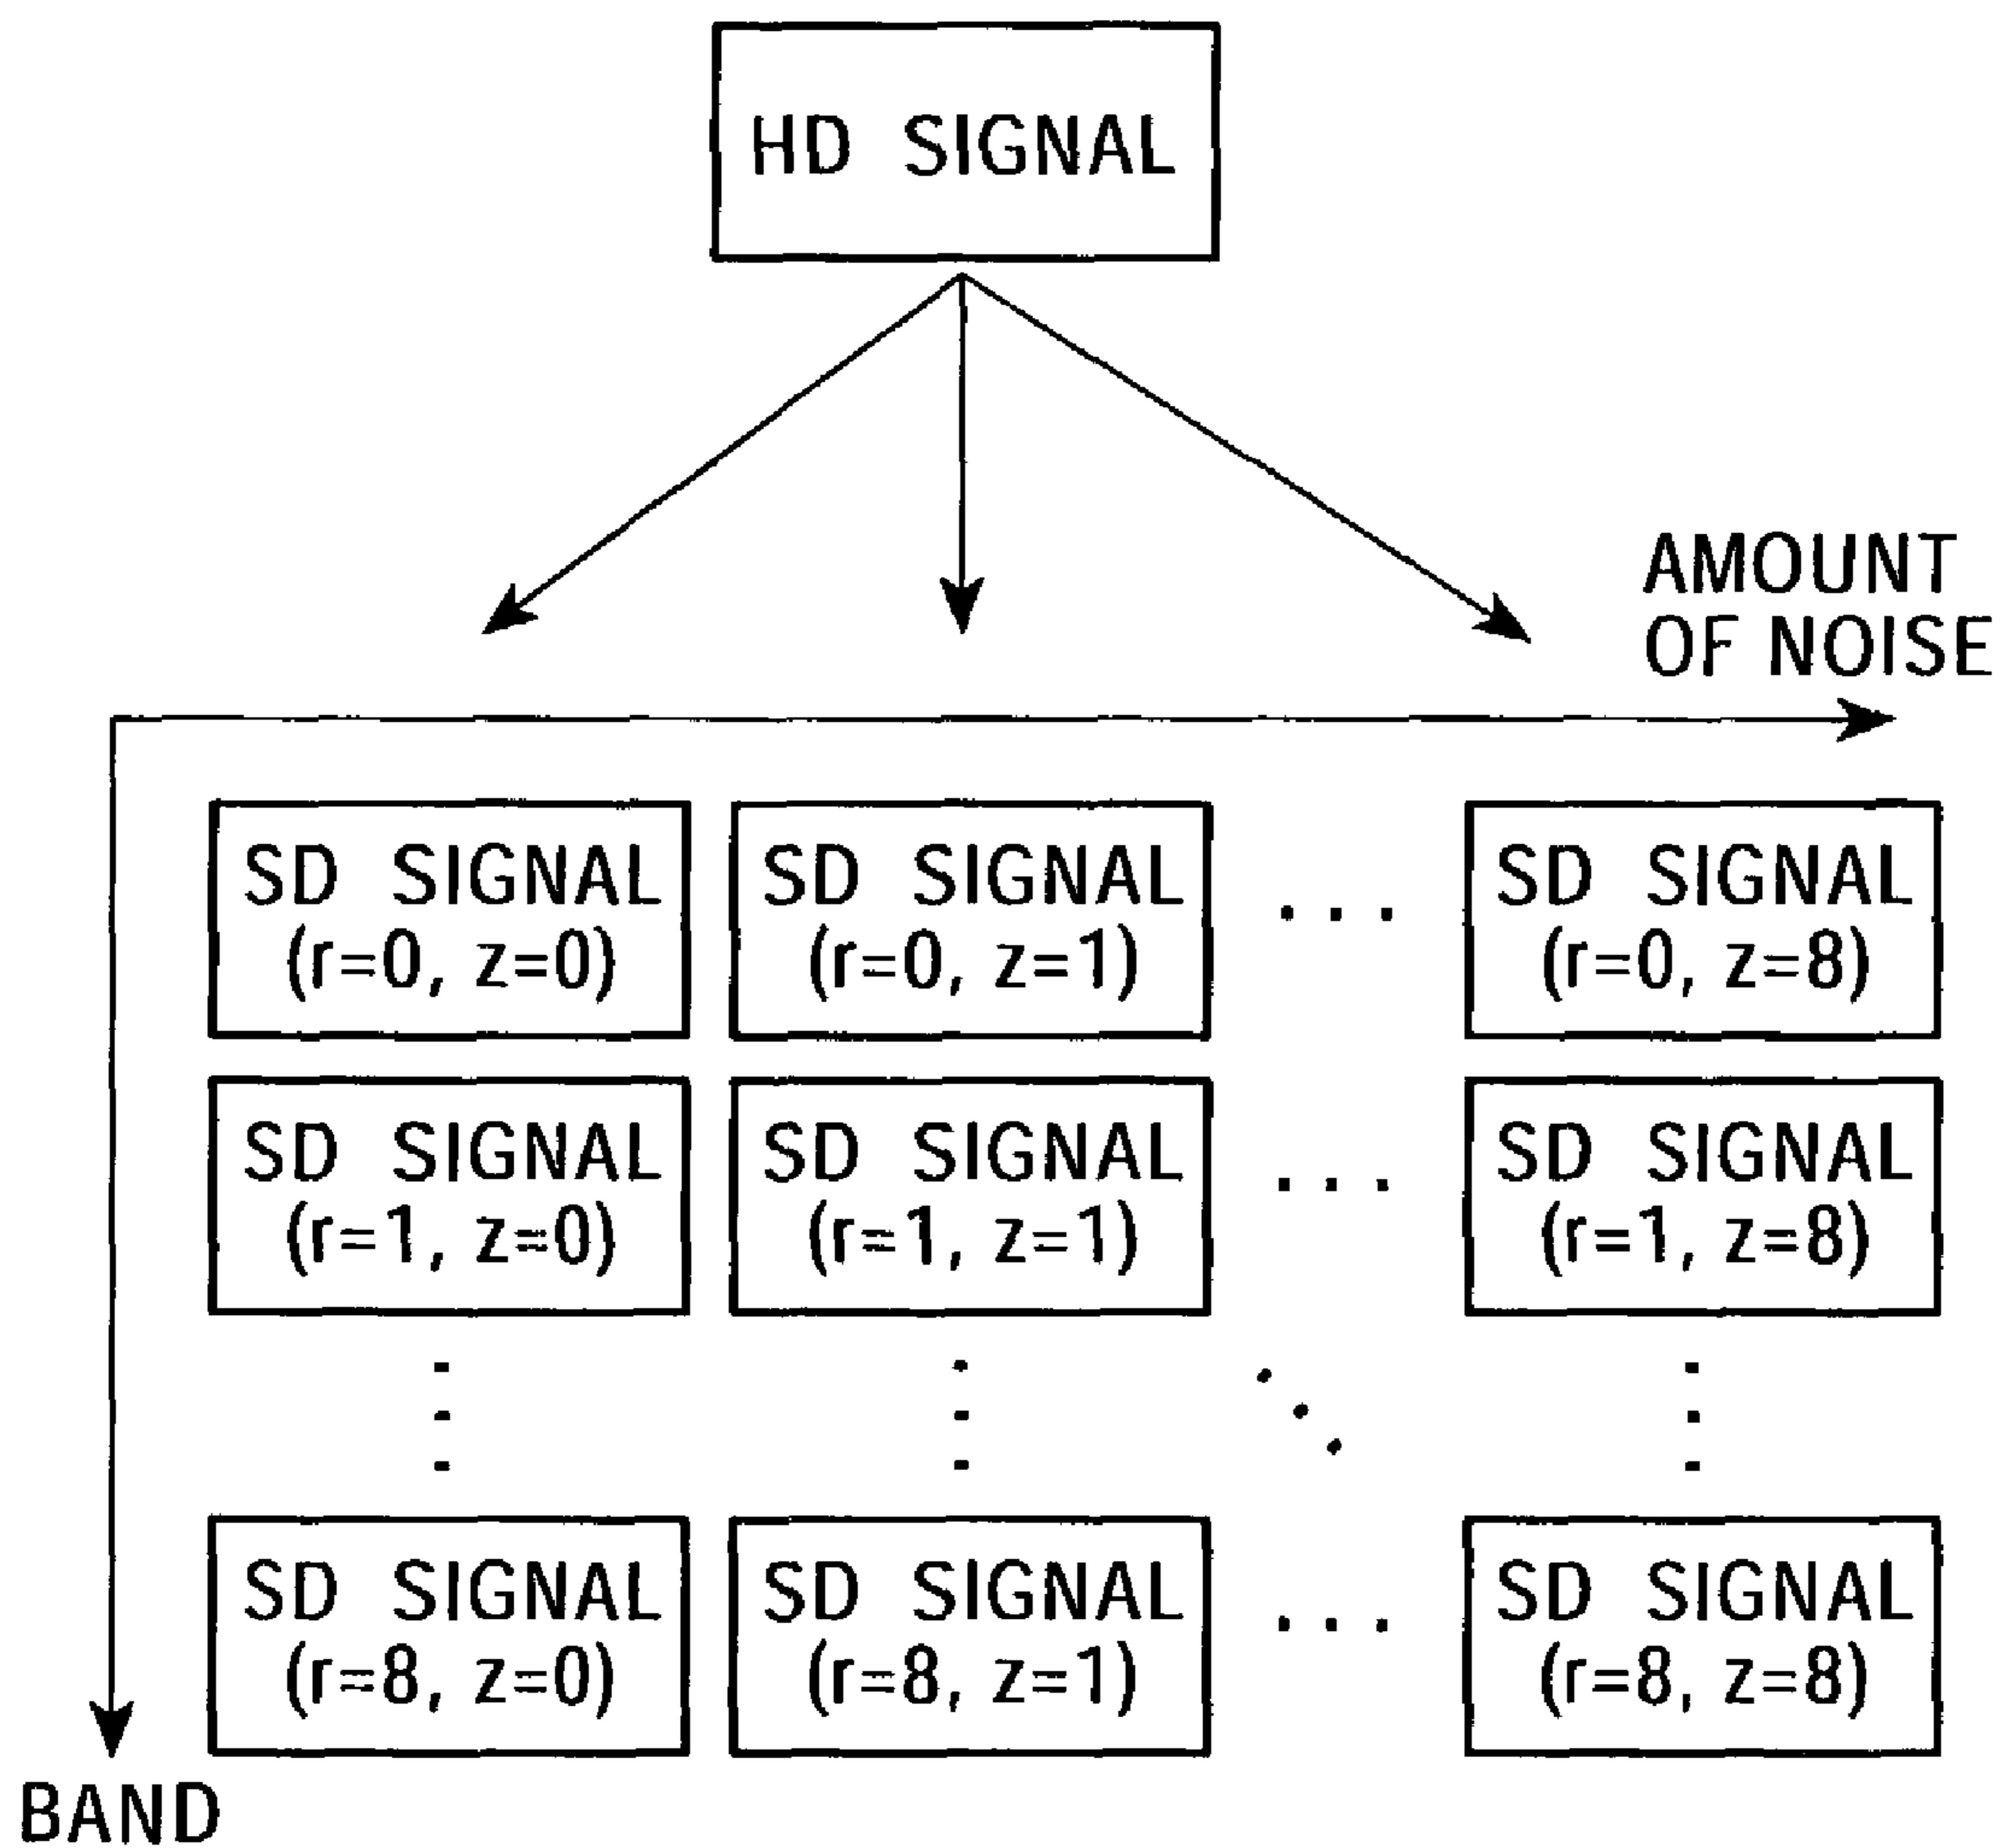 HD SIGNAL
AMOUNT
OF NOISE
SD SIGNAL
(r=0, z=0)
SD SIGNAL
(r=0, z=1)
...
SD SIGNAL
(r=0, z=8)
SD SIGNAL
(r=1, z=0)
SD SIGNAL
(r=1, z=1)
...
SD SIGNAL
(r=1, z=8)
SD SIGNAL
(r=8, z=0)
SD SIGNAL
(r=8, z=1)
...
SD SIGNAL
(r=8, z=8)
BAND